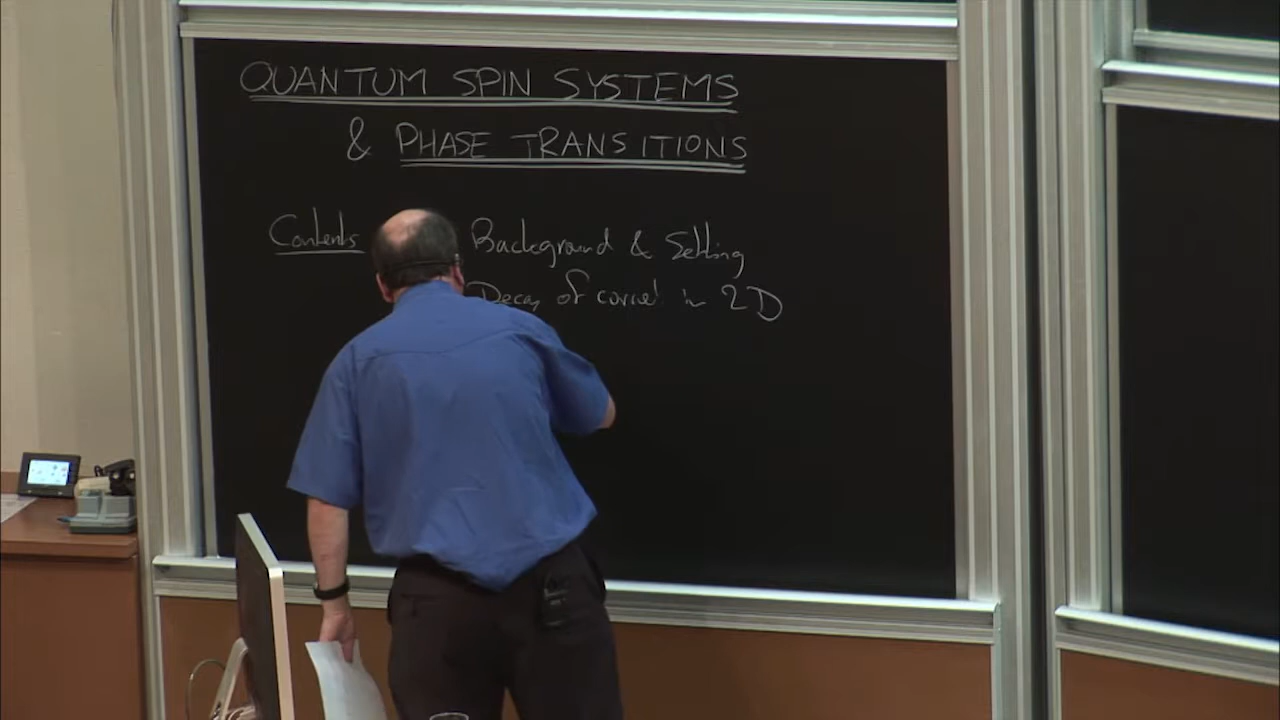 QUANTUM SPIN SYSTEMS
& PHASE TRANSITIONS
Contents Background & Setting
Decay of correl. in 2D